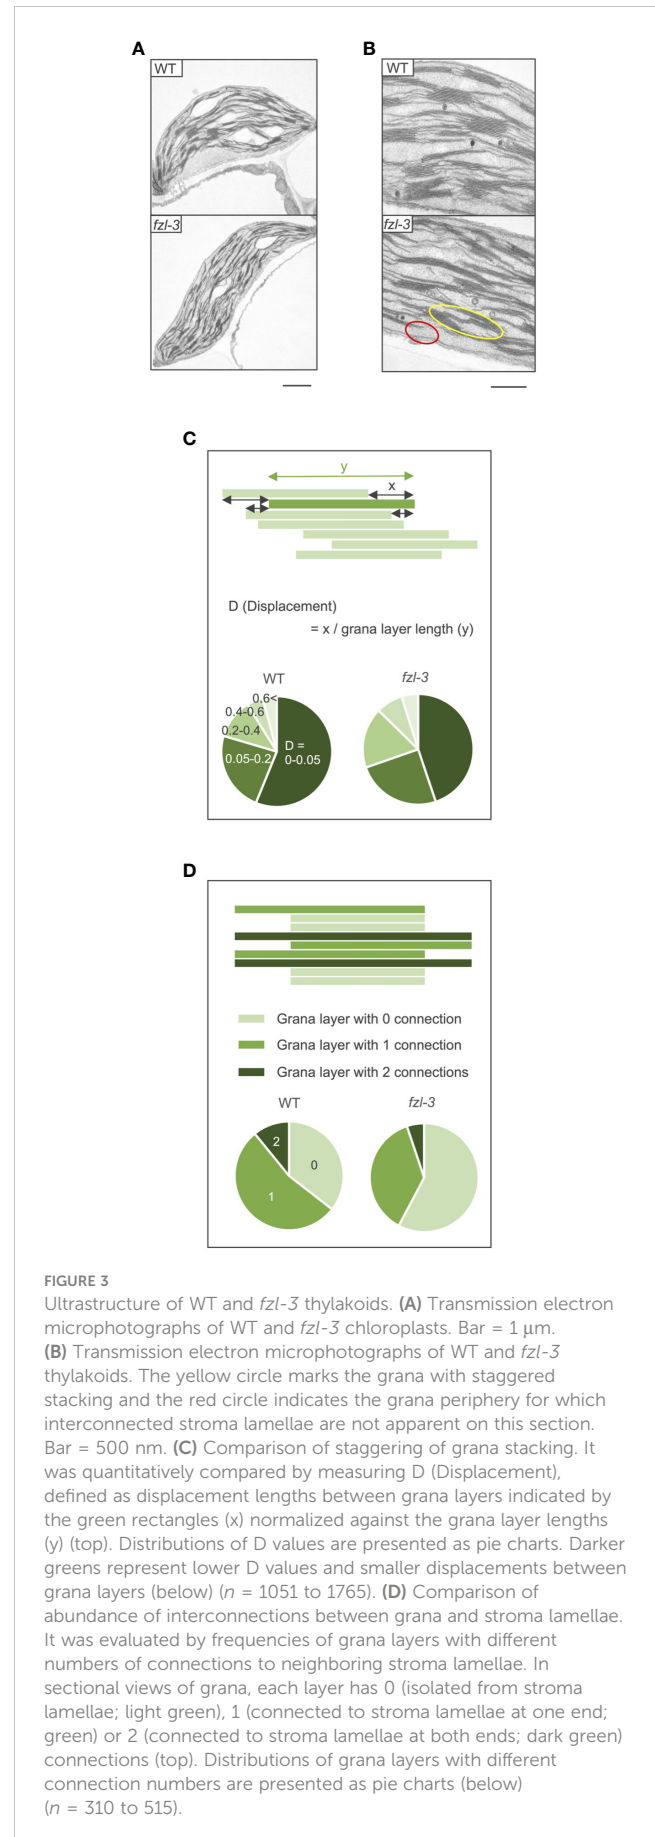 A
B
WT
WT
fzl-3
fzl-3
C
y
x
D (Displacement)
= x / grana layer length (y)
WT
fzl-3
0.6<
0.4-0.6
0.2-0.4
0.05-0.2
D =
0-0.05
D
Grana layer with 0 connection
Grana layer with 1 connection
Grana layer with 2 connections
WT
fzl-3
2
0
1
FIGURE 3
Ultrastructure of WT and fzl-3 thylakoids. (A) Transmission electron
microphotographs of WT and fzl-3 chloroplasts. Bar = 1 μm.
(B) Transmission electron microphotographs of WT and fzl-3
thylakoids. The yellow circle marks the grana with staggered
stacking and the red circle indicates the grana periphery for which
interconnected stroma lamellae are not apparent on this section.
Bar = 500 nm. (C) Comparison of staggering of grana stacking. It
was quantitatively compared by measuring D (Displacement),
defined as displacement lengths between grana layers indicated by
the green rectangles (x) normalized against the grana layer lengths
(y) (top). Distributions of D values are presented as pie charts. Darker
greens represent lower D values and smaller displacements between
grana layers (below) (n = 1051 to 1765). (D) Comparison of
abundance of interconnections between grana and stroma lamellae.
It was evaluated by frequencies of grana layers with different
numbers of connections to neighboring stroma lamellae. In
sectional views of grana, each layer has 0 (isolated from stroma
lamellae; light green), 1 (connected to stroma lamellae at one end;
green) or 2 (connected to stroma lamellae at both ends; dark green)
connections (top). Distributions of grana layers with different
connection numbers are presented as pie charts (below)
(n = 310 to 515).